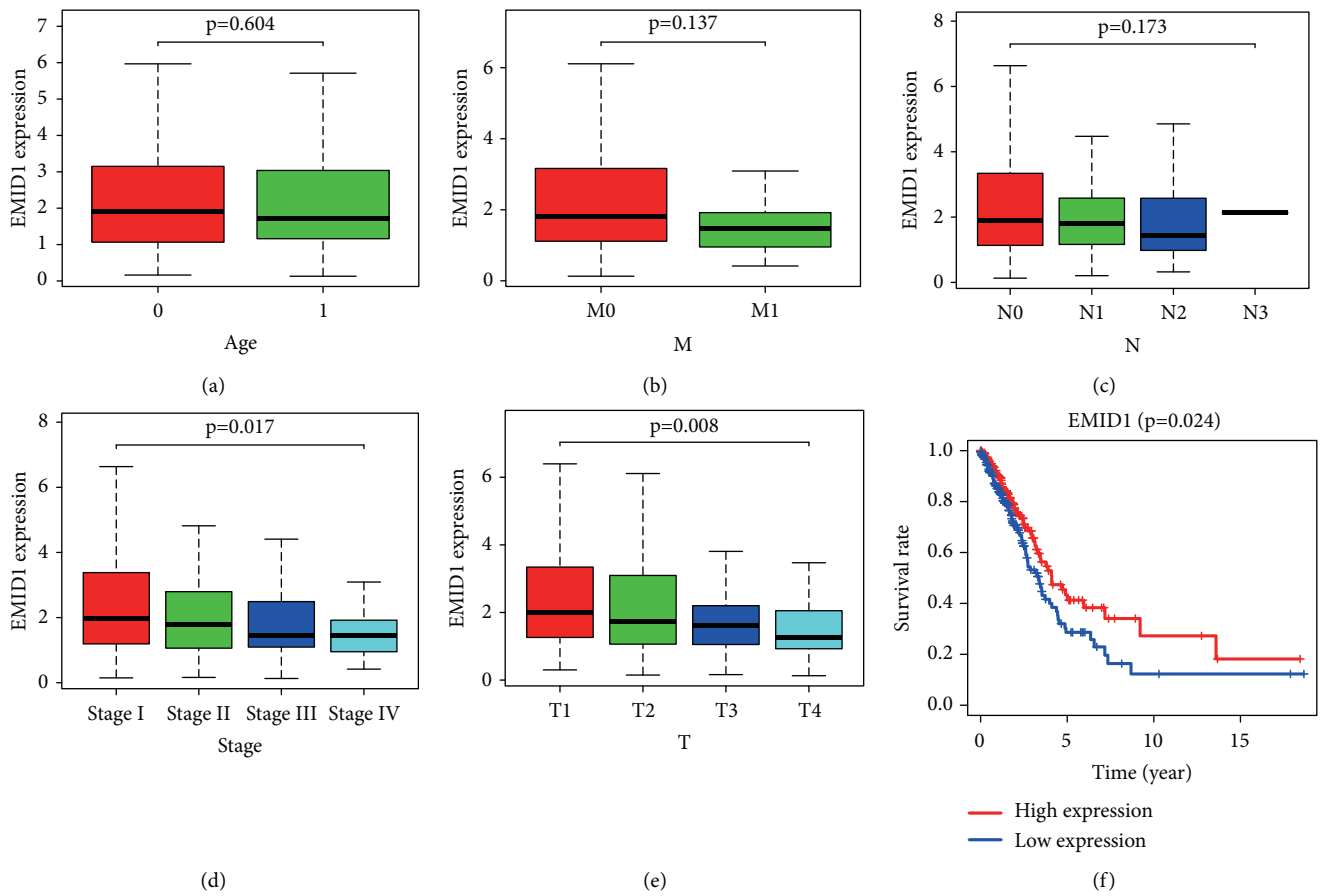 p=0.604
EMID1 expression
7
6
5
4
3
2
1
0
0 1
Age
(a)
p=0.137
EMID1 expression
6
4
2
0
M0 M1
M
(b)
p=0.173
EMID1 expression
8
6
4
2
0
N0 N1 N2 N3
N
(c)
p=0.017
EMID1 expression
8
6
4
2
0
Stage I Stage II Stage III Stage IV
Stage
(d)
p=0.008
EMID1 expression
6
4
2
0
T1 T2 T3 T4
T
(e)
EMID1 (p=0.024)
Survival rate
1.0
0.8
0.6
0.4
0.2
0.0
0 5 10 15
Time (year)
High expression
Low expression
(f)